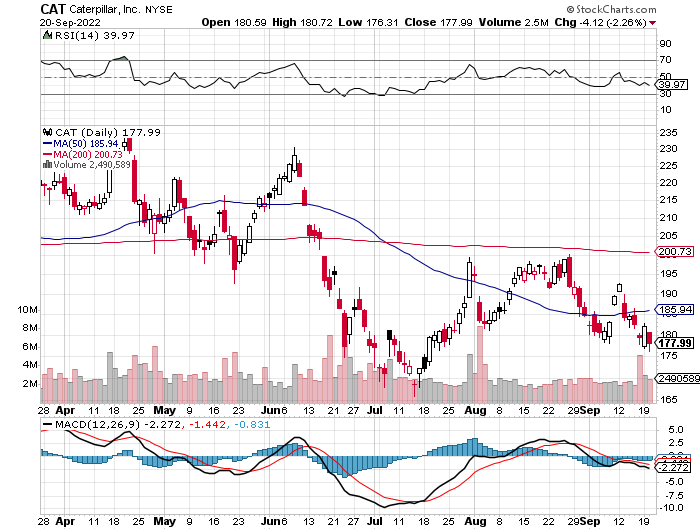 CAT Caterpillar, Inc. NYSE © StockCharts.com
20-Sep-2022 Open 180.59 High 180.72 Low 176.31 Close 177.99 Volume 2.5M Chg -4.12 (-2.26%)
RSI(14) 39.97
90
70
50
39.97
30
10
CAT (Daily) 177.99
MA(50) 185.94
MA(200) 200.73
Volume 2,490,589
235
230
225
220
215
210
205
200.73
195
190
185.94
180
177.99
175
2490589
165
10M
8M
6M
4M
2M
28 Apr 11 18 25 May 9 16 23 Jun 6 13 21 27 Jul 11 18 25 Aug 8 15 22 29 Sep 12 19
MACD(12,26,9) -2.272, -1.442, -0.831
5.0
2.5
0.0
-2.272
-5.0
-7.5
-10.0
28 Apr 11 18 25 May 9 16 23 Jun 6 13 21 27 Jul 11 18 25 Aug 8 15 22 29 Sep 12 19